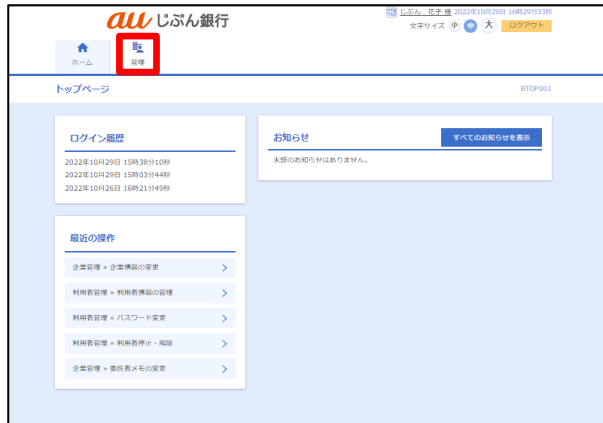 au じぶん銀行
じぶん 花子 様 2022年10月29日 16時29分33秒
文字サイズ 小 中 大 ログアウト
ホーム 管理
トップページ BTOP001
ログイン履歴
2022年10月29日 15時38分10秒
2022年10月29日 15時03分44秒
2022年10月26日 16時21分49秒
お知らせ すべてのお知らせを表示
未読のお知らせはありません。
最近の操作
企業管理 » 企業情報の変更
利用者管理 » 利用者情報の管理
利用者管理 » パスワード変更
利用者管理 » 利用者停止・解除
企業管理 » 委託者メモの変更